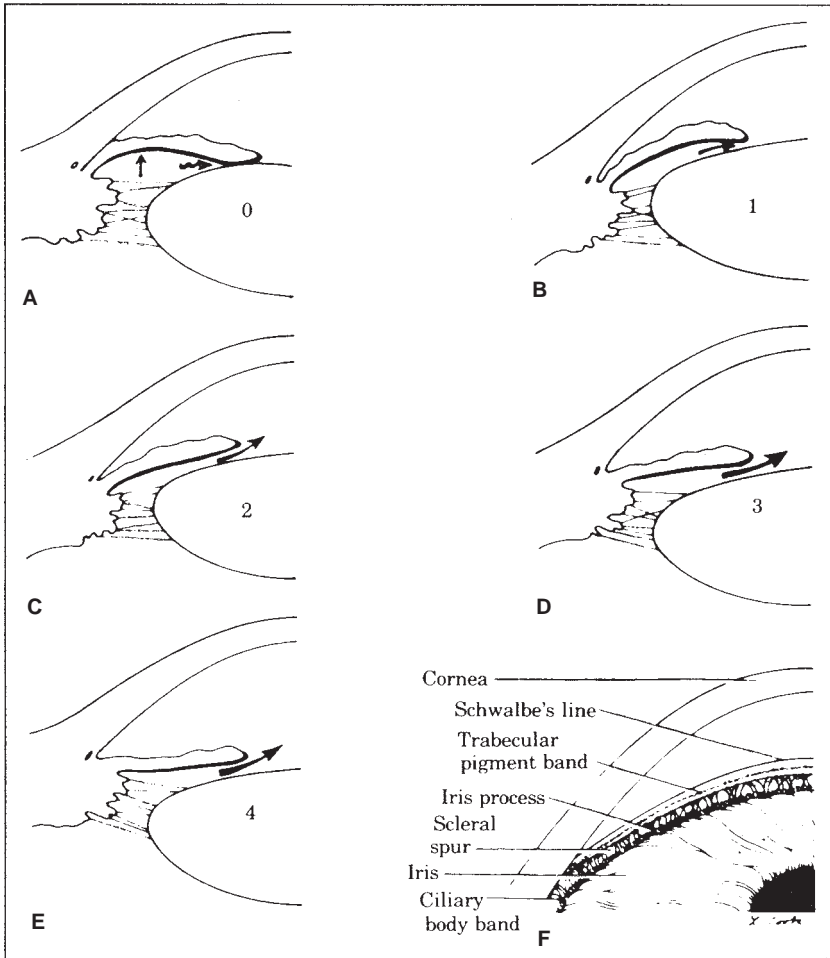 0
A
1
B
2
C
3
D
4
E
Cornea
Schwalbe's line
Trabecular
pigment band
Iris process
Scleral
spur
Iris
Ciliary
body band
F